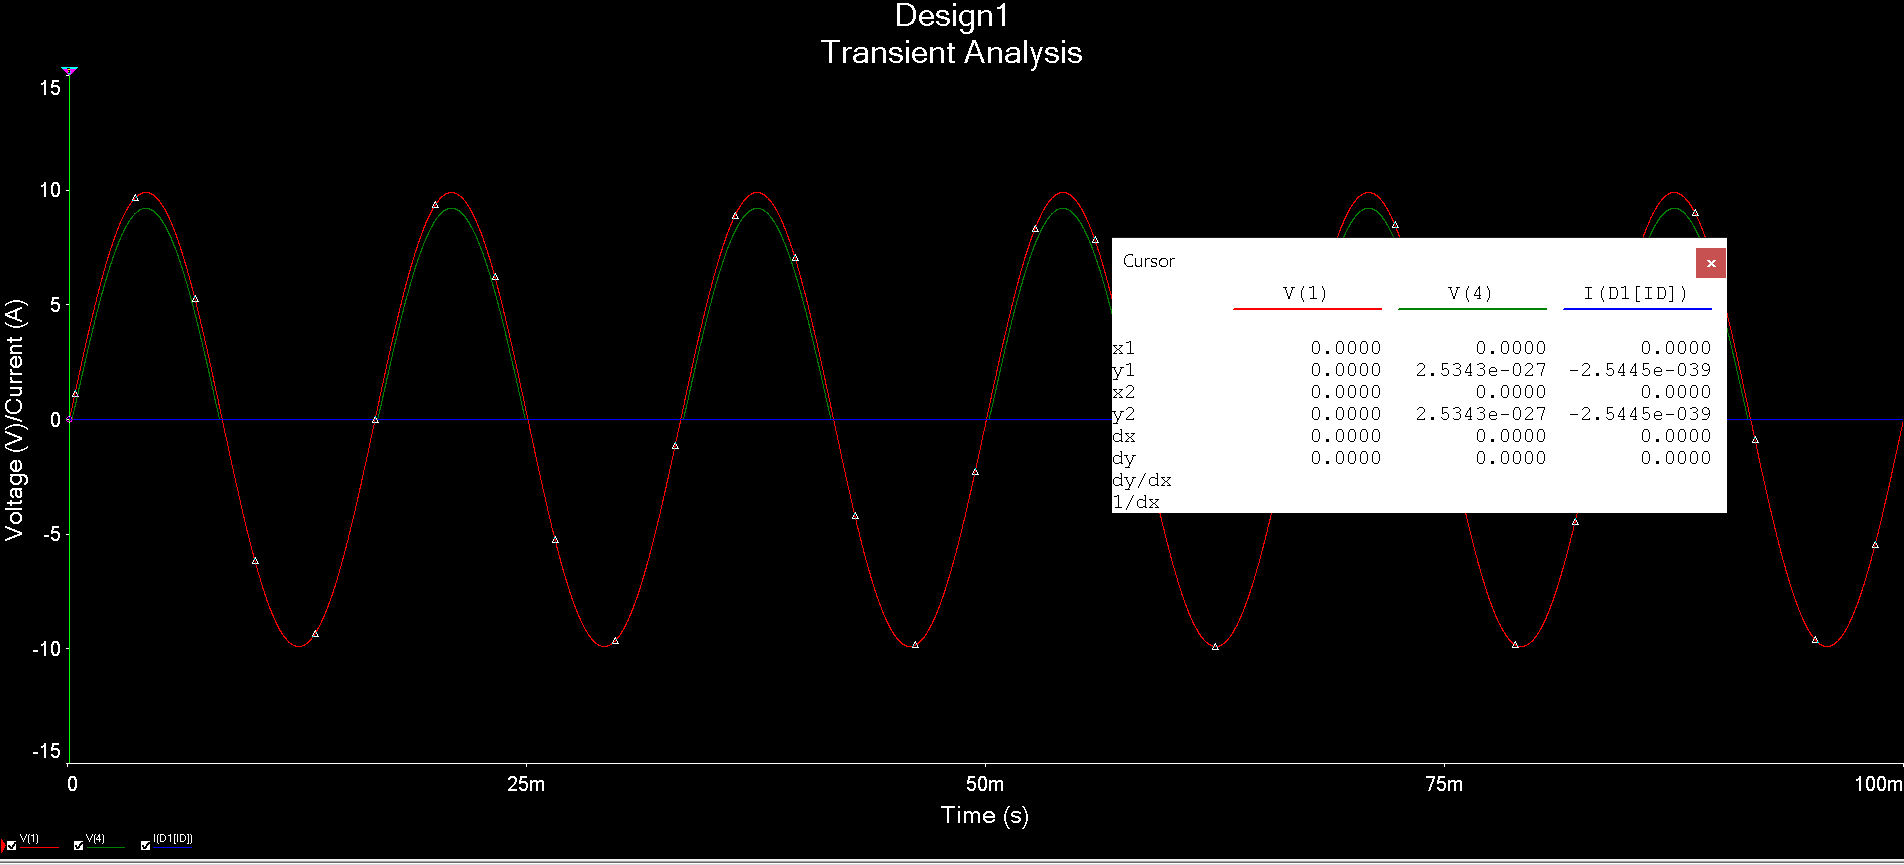 Design1
Transient Analysis
15
10
5
0
-5
-10
-15
Voltage (V)/Current (A)
0 25m 50m 75m 100m
Time (s)
Cursor
x
V(1) V(4) I(D1[ID])
x1 0.0000 0.0000 0.0000
y1 0.0000 2.5343e-027 -2.5445e-039
x2 0.0000 0.0000 0.0000
y2 0.0000 2.5343e-027 -2.5445e-039
dx 0.0000 0.0000 0.0000
dy 0.0000 0.0000 0.0000
dy/dx
1/dx
V(1) V(4) I(D1[ID])